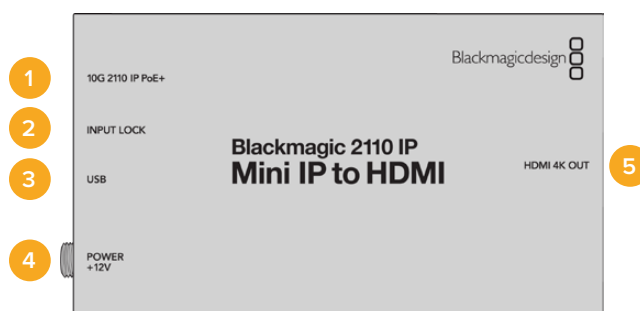 Blackmagicdesign
1
10G 2110 IP PoE+
2
INPUT LOCK
Blackmagic 2110 IP
Mini IP to HDMI
3
USB
HDMI 4K OUT
5
4
POWER
+12V